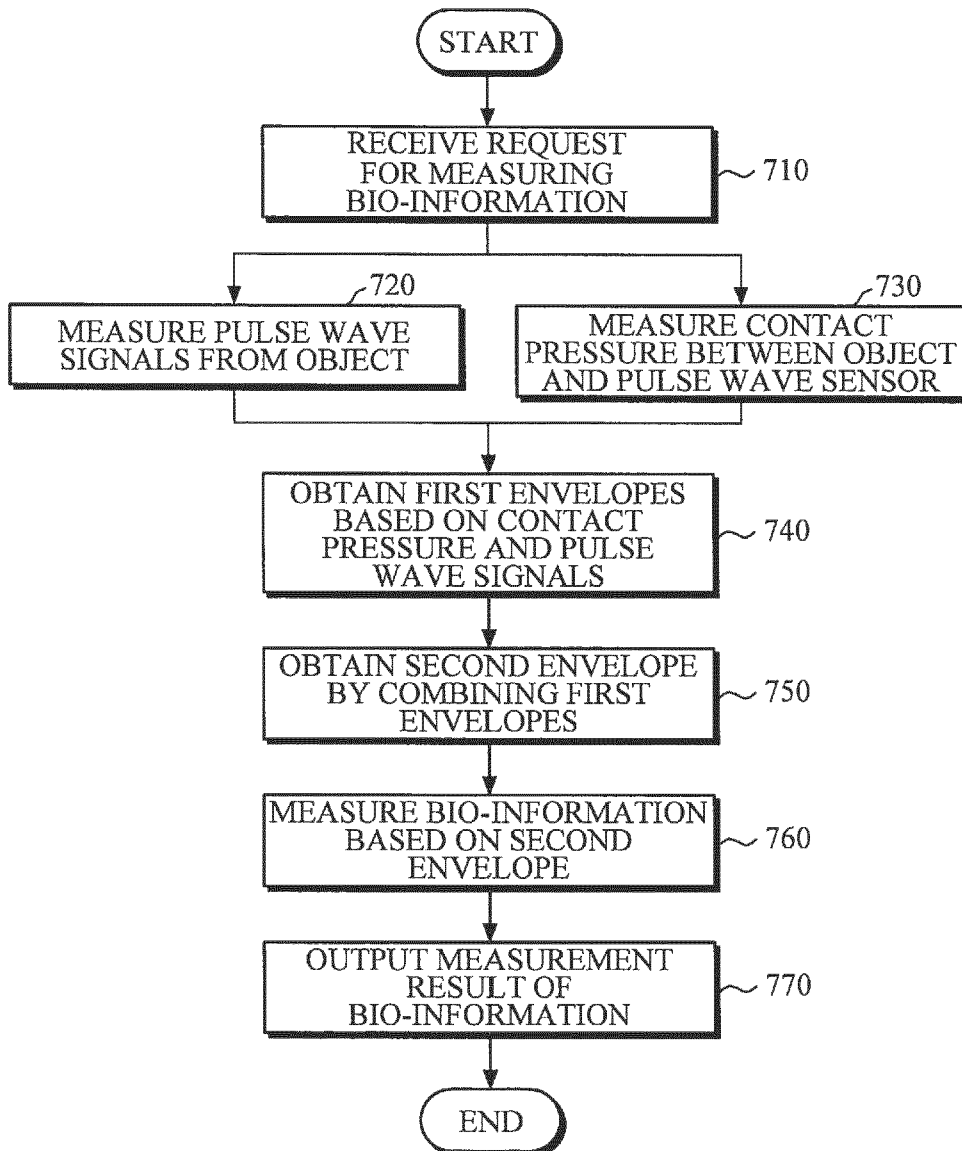 START
RECEIVE REQUEST
FOR MEASURING
BIO-INFORMATION
710
720
MEASURE PULSE WAVE
SIGNALS FROM OBJECT
730
MEASURE CONTACT
PRESSURE BETWEEN OBJECT
AND PULSE WAVE SENSOR
OBTAIN FIRST ENVELOPES
BASED ON CONTACT
PRESSURE AND PULSE
WAVE SIGNALS
740
OBTAIN SECOND ENVELOPE
BY COMBINING FIRST
ENVELOPES
750
MEASURE BIO-INFORMATION
BASED ON SECOND
ENVELOPE
760
OUTPUT MEASUREMENT
RESULT OF
BIO-INFORMATION
770
END